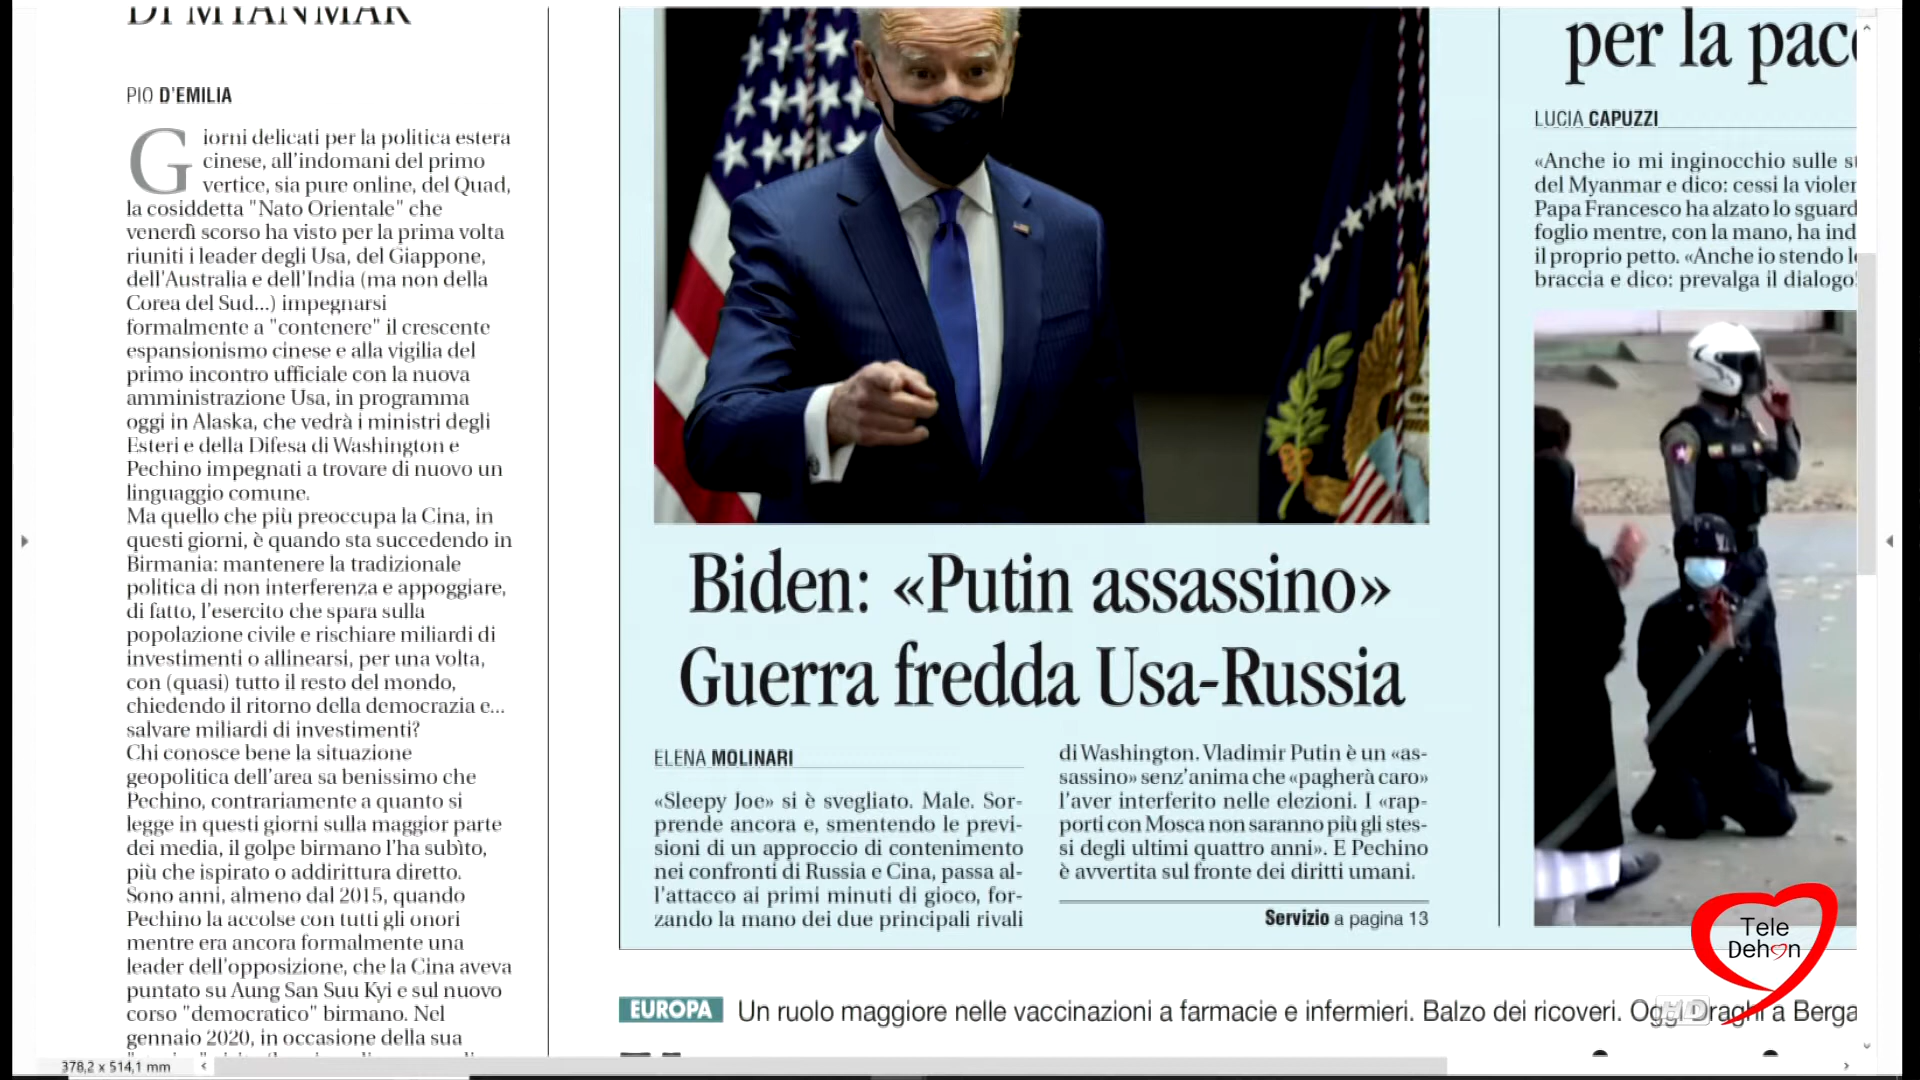 DI MYANMAR
PIO D'EMILIA
Giorni delicati per la politica estera
cinese, all'indomani del primo
vertice, sia pure online, del Quad,
la cosiddetta "Nato Orientale" che
venerdì scorso ha visto per la prima volta
riuniti i leader degli Usa, del Giappone,
dell'Australia e dell'India (ma non della
Corea del Sud...) impegnarsi
formalmente a "contenere" il crescente
espansionismo cinese e alla vigilia del
primo incontro ufficiale con la nuova
amministrazione Usa, in programma
oggi in Alaska, che vedrà i ministri degli
Esteri e della Difesa di Washington e
Pechino impegnati a trovare di nuovo un
linguaggio comune.
Ma quello che più preoccupa la Cina, in
questi giorni, è quando sta succedendo in
Birmania: mantenere la tradizionale
politica di non interferenza e appoggiare,
di fatto, l'esercito che spara sulla
popolazione civile e rischiare miliardi di
investimenti o allinearsi, per una volta,
con (quasi) tutto il resto del mondo,
chiedendo il ritorno della democrazia e...
salvare miliardi di investimenti?
Chi conosce bene la situazione
geopolitica dell'area sa benissimo che
Pechino, contrariamente a quanto si
legge in questi giorni sulla maggior parte
dei media, il golpe birmano l'ha subìto,
più che ispirato o addirittura diretto.
Sono anni, almeno dal 2015, quando
Pechino la accolse con tutti gli onori
mentre era ancora formalmente una
leader dell'opposizione, che la Cina aveva
puntato su Aung San Suu Kyi e sul nuovo
corso "democratico" birmano. Nel
gennaio 2020, in occasione della sua
Biden: «Putin assassino»
Guerra fredda Usa-Russia
ELENA MOLINARI
«Sleepy Joe» si è svegliato. Male. Sor-
prende ancora e, smentendo le previ-
sioni di un approccio di contenimento
nei confronti di Russia e Cina, passa al-
l'attacco ai primi minuti di gioco, for-
zando la mano dei due principali rivali
di Washington. Vladimir Putin è un «as-
sassino» senz'anima che «pagherà caro»
l'aver interferito nelle elezioni. I «rap-
porti con Mosca non saranno più gli stes-
si degli ultimi quattro anni». E Pechino
è avvertita sul fronte dei diritti umani.
Servizio a pagina 13
per la pac
LUCIA CAPUZZI
«Anche io mi inginocchio sulle st
del Myanmar e dico: cessi la violen
Papa Francesco ha alzato lo sguard
foglio mentre, con la mano, ha ind
il proprio petto. «Anche io stendo l
braccia e dico: prevalga il dialogo
EUROPA Un ruolo maggiore nelle vaccinazioni a farmacie e infermieri. Balzo dei ricoveri. Oggi Draghi a Berga
Tele
Dehon
HD
378,2 x 514,1 mm